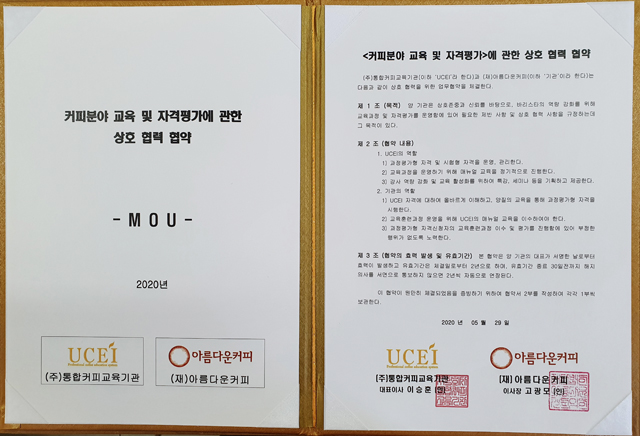 커피분야 교육 및 자격평가에 관한
상호 협력 협약
- M O U -
2020년
UCEI
(주)통합커피교육기관
아름다운커피
(재)아름다운커피
<커피분야 교육 및 자격평가>에 관한 상호 협력 협약
(주)통합커피교육기관(이하 'UCEI'라 한다)과 (재)아름다운커피(이하 '기관'이라 한다)는
다음과 같이 상호 협력을 위한 업무협약을 체결한다.
제 1 조 (목적) 양 기관은 상호존중과 신뢰를 바탕으로, 바리스타의 역량 강화를 위해
교육과정 및 자격평가를 운영함에 있어 필요한 제반 사항 및 상호 협력 사항을 규정하는데
그 목적이 있다.
제 2 조 (협약 내용)
1. UCEI의 역할
1) 과정평가형 자격 및 시험형 자격을 운영, 관리한다.
2) 교육과정을 운영하기 위해 매뉴얼 교육을 정기적으로 진행한다.
3) 강사 역량 강화 및 교육 활성화를 위하여 특강, 세미나 등을 기획하고 제공한다.
2. 기관의 역할
1) UCEI 자격에 대하여 올바르게 이해하고, 양질의 교육을 통해 과정평가형 자격을
시행한다.
2) 교육훈련과정 운영을 위해 UCEI의 매뉴얼 교육을 이수하여야 한다.
3) 과정평가형 자격신청자의 교육훈련과정 이수 및 평가를 진행함에 있어 부정한
행위가 없도록 노력한다.
제 3 조 (협약의 효력 발생 및 유효기간) 본 협약은 양 기관의 대표가 서명한 날로부터
효력이 발생하고 유효기간은 체결일로부터 2년으로 하며, 유효기간 종료 30일전까지 해지
의사를 서면으로 통보하지 않으면 2년씩 자동으로 연장된다.
이 협약이 원만히 체결되었음을 증빙하기 위하여 협약서 2부를 작성하여 각각 1부씩
보관한다.
2020 년 05 월 29 일
UCEI
아름다운커피
(주)통합커피교육기관
대표이사 이승훈 (인)
(재)아름다운커피
이사장 고광모 (인)